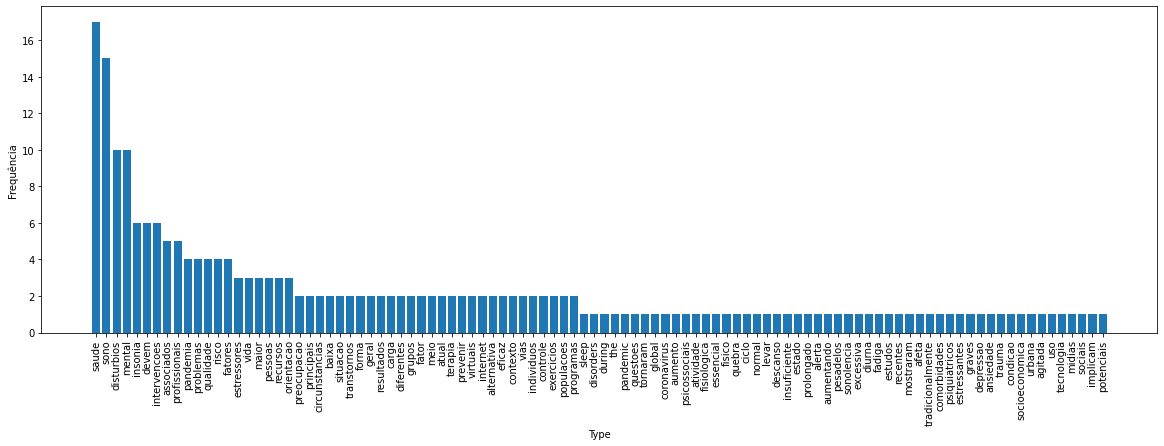 Frequência
16
14
12
10
8
6
4
2
0
saude
sono
disturbios
mental
insonia
devem
intervencoes
associados
profissionais
pandemia
problemas
qualidade
risco
fatores
estressores
vida
maior
pessoas
recursos
orientacao
preocupacao
principais
circunstancias
baixa
situacao
transtornos
forma
geral
resultados
carga
diferentes
grupos
fator
meio
atual
terapia
prevenir
virtuais
internet
alternativa
eficaz
contexto
vias
individuos
controle
exercicios
populacoes
programas
sleep
disorders
during
the
pandemic
questoes
tornaram
global
coronavirus
aumento
psicossociais
atividade
fisiologica
essencial
fisico
quebra
ciclo
normal
levar
descanso
insuficiente
estado
prolongado
alerta
aumentando
pesadelos
sonolencia
excessiva
diurna
fadiga
estudos
recentes
mostraram
afeta
tradicionalmente
comorbidades
psiquiatricos
estressantes
graves
depressao
ansiedade
trauma
condicao
socioeconomica
urbana
agitada
uso
tecnologia
midias
sociais
implicam
potenciais
Type